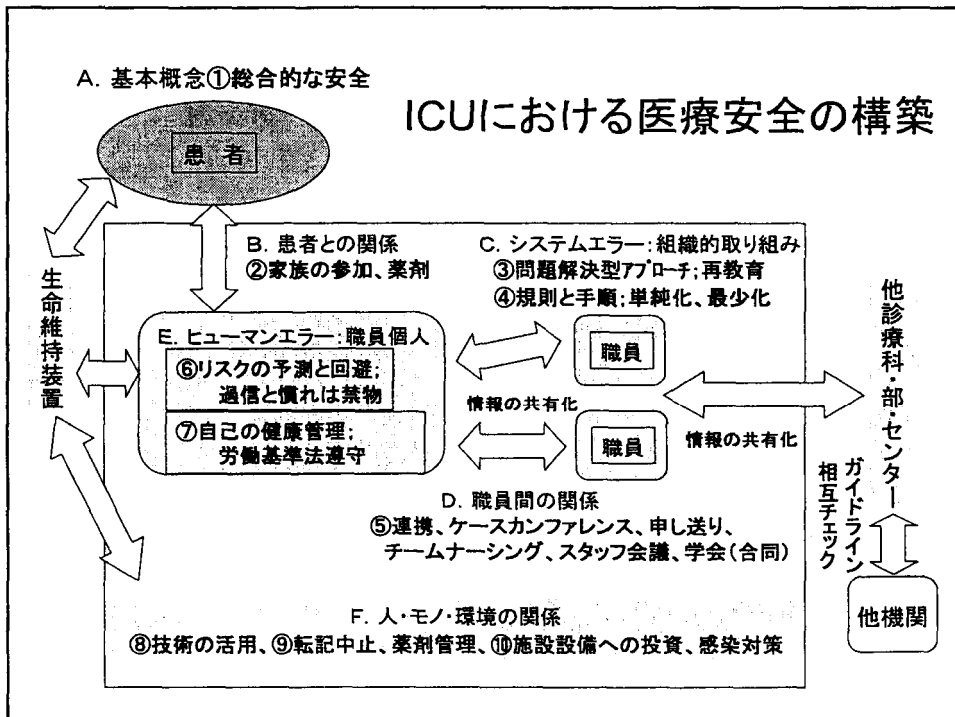 A. 基本概念①総合的な安全
ICUにおける医療安全の構築
患 者
B. 患者との関係
②家族の参加、薬剤
C. システムエラー:組織的取り組み
③問題解決型アプローチ;再教育
④規則と手順;単純化、最少化
生命維持装置
E. ヒューマンエラー:職員個人
⑥リスクの予測と回避;
過信と慣れは禁物
⑦自己の健康管理;
労働基準法遵守
職員
情報の共有化
職員
情報の共有化
他診療科・部・センター
ガイドライン
相互チェック
他機関
D. 職員間の関係
⑤連携、ケースカンファレンス、申し送り、
チームナーシング、スタッフ会議、学会(合同)
F. 人・モノ・環境の関係
⑧技術の活用、⑨転記中止、薬剤管理、⑩施設設備への投資、感染対策